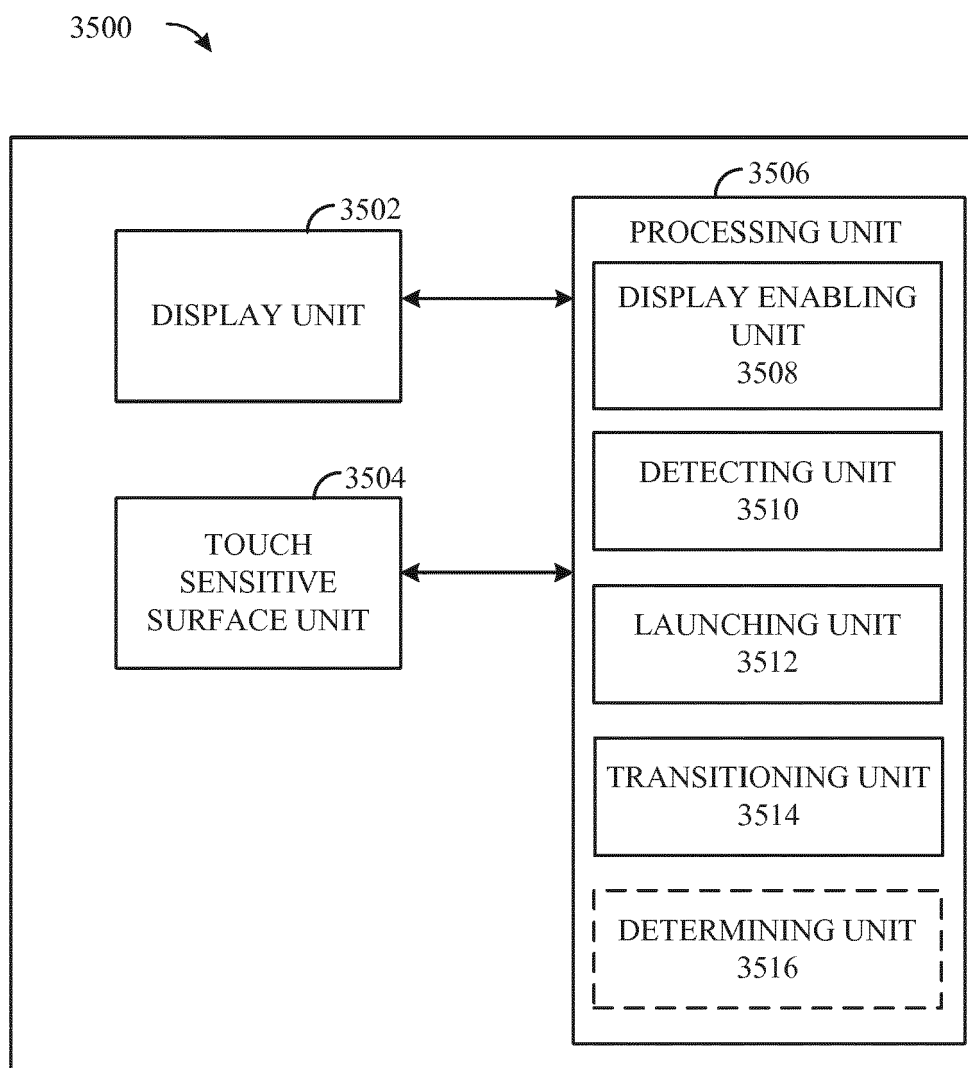 3500
3506
PROCESSING UNIT
3502
DISPLAY UNIT
DISPLAY ENABLING
UNIT
3508
DETECTING UNIT
3510
3504
TOUCH
SENSITIVE
SURFACE UNIT
LAUNCHING UNIT
3512
TRANSITIONING UNIT
3514
DETERMINING UNIT
3516